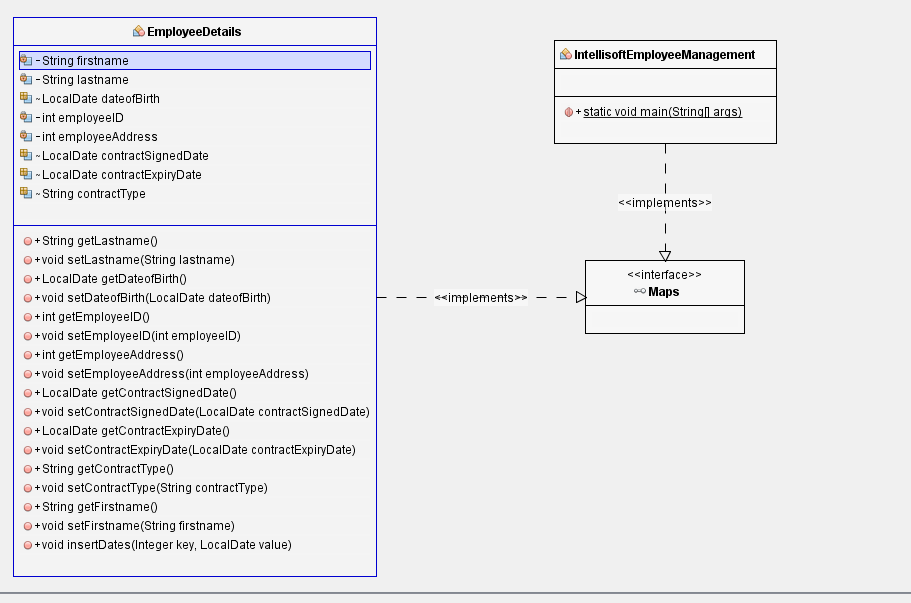 EmployeeDetails
- String firstname
- String lastname
~ LocalDate dateofBirth
- int employeeID
- int employeeAddress
~ LocalDate contractSignedDate
~ LocalDate contractExpiryDate
~ String contractType
+ String getLastname()
+ void setLastname(String lastname)
+ LocalDate getDateofBirth()
+ void setDateofBirth(LocalDate dateofBirth)
+ int getEmployeeID()
+ void setEmployeeID(int employeeID)
+ int getEmployeeAddress()
+ void setEmployeeAddress(int employeeAddress)
+ LocalDate getContractSignedDate()
+ void setContractSignedDate(LocalDate contractSignedDate)
+ LocalDate getContractExpiryDate()
+ void setContractExpiryDate(LocalDate contractExpiryDate)
+ String getContractType()
+ void setContractType(String contractType)
+ String getFirstname()
+ void setFirstname(String firstname)
+ void insertDates(Integer key, LocalDate value)
<<implements>>
IntellisoftEmployeeManagement
+ static void main(String[] args)
<<implements>>
<<interface>>
Maps